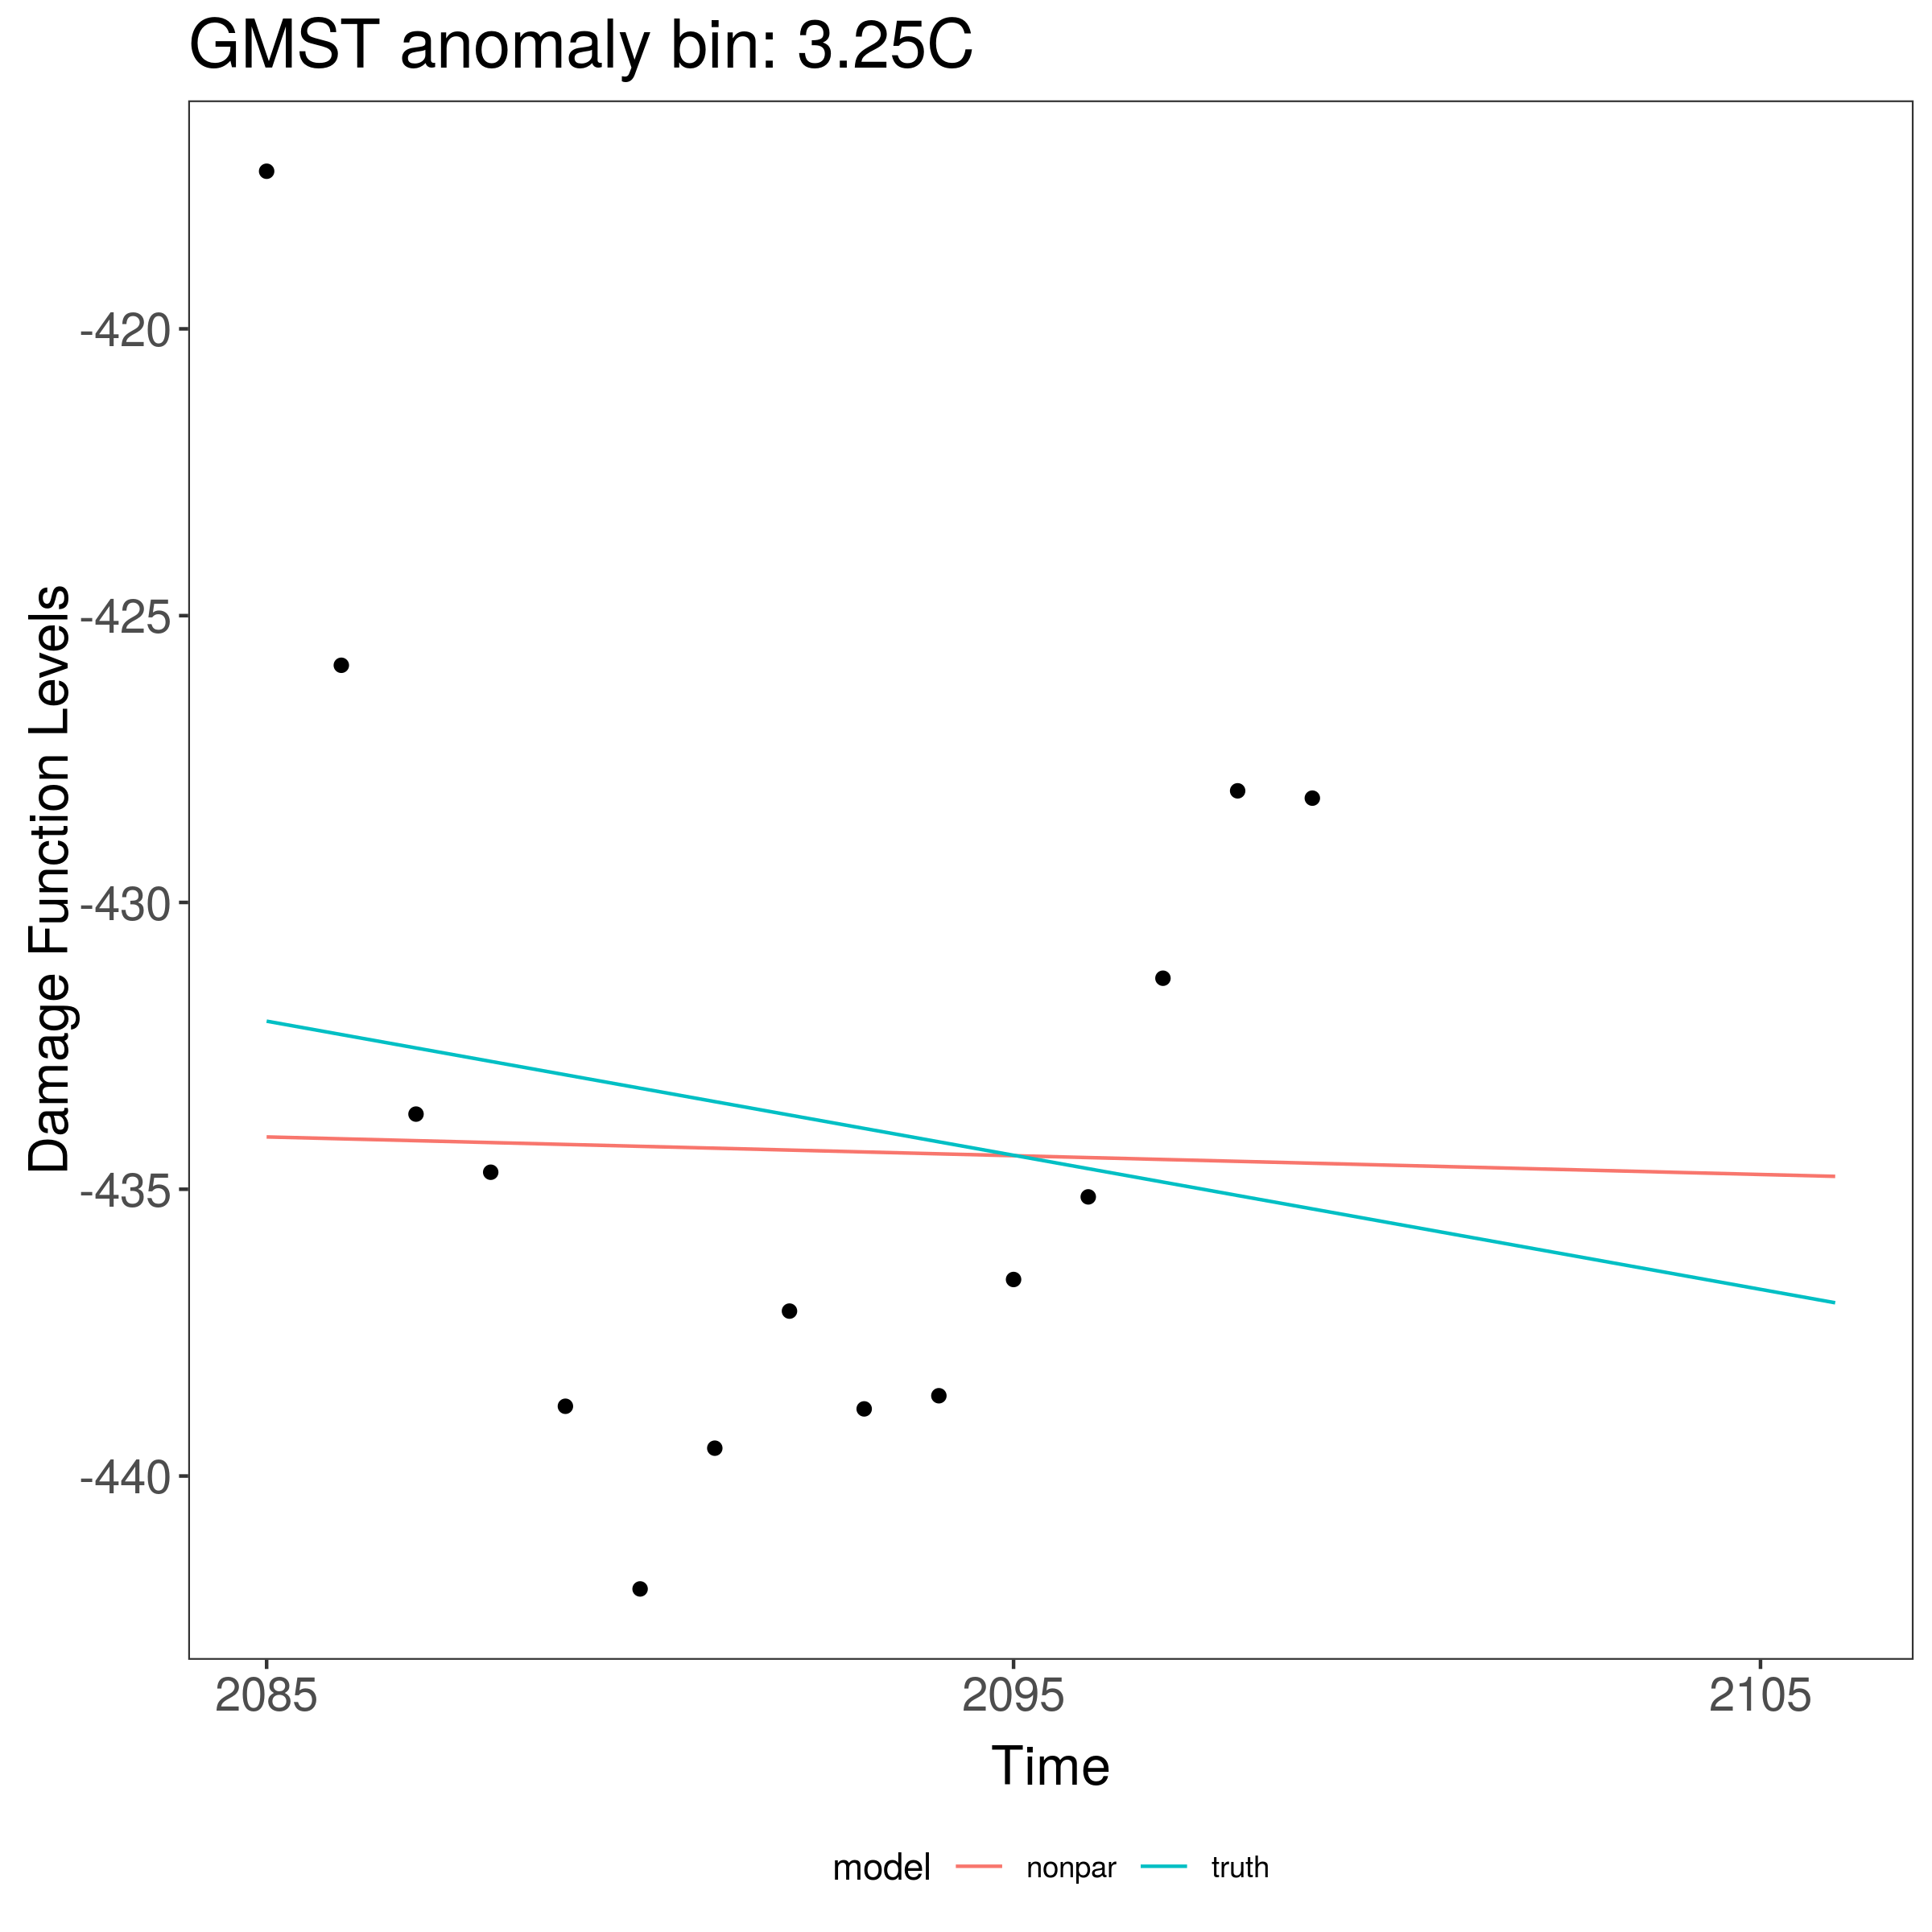 GMST anomaly bin: 3.25C
Damage Function Levels
-420
-425
-430
-435
-440
2085 2095 2105
Time
model nonpar truth